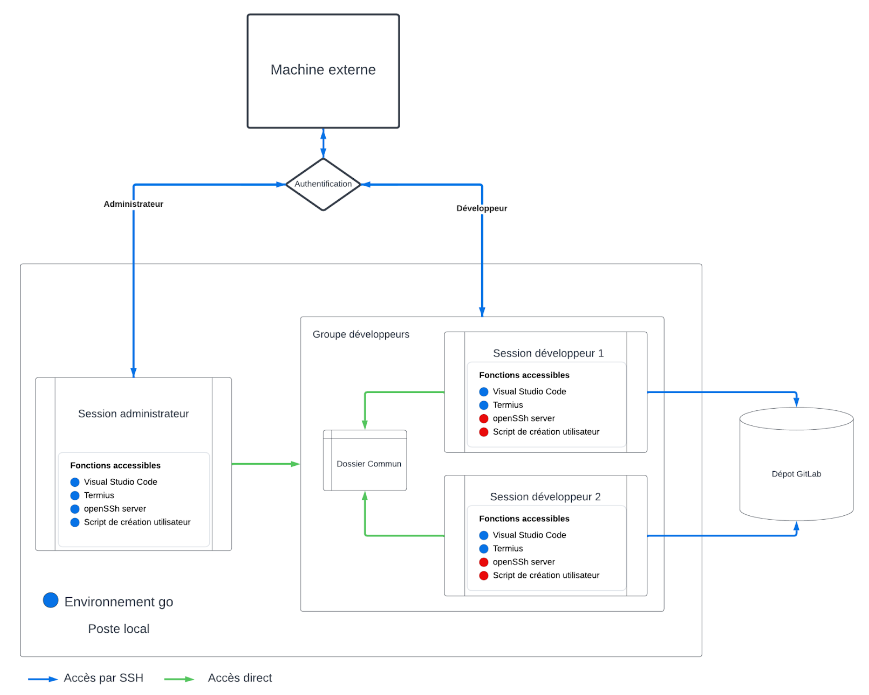 Machine externe
Authentification
Administrateur
Développeur
Groupe développeurs
Session développeur 1
Fonctions accessibles
Visual Studio Code
Termius
openSSh server
Script de création utilisateur
Session administrateur
Fonctions accessibles
Visual Studio Code
Termius
openSSh server
Script de création utilisateur
Dossier Commun
Dépot GitLab
Session développeur 2
Fonctions accessibles
Visual Studio Code
Termius
openSSh server
Script de création utilisateur
Environnement go
Poste local
Accès par SSH
Accès direct